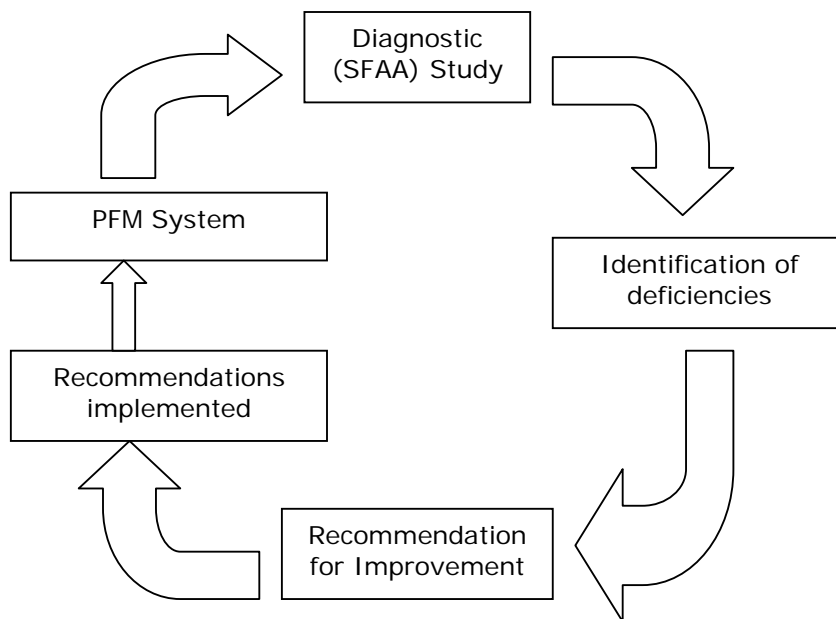 Diagnostic
(SFAA) Study
PFM System
Identification of
deficiencies
Recommendations
implemented
Recommendation
for Improvement